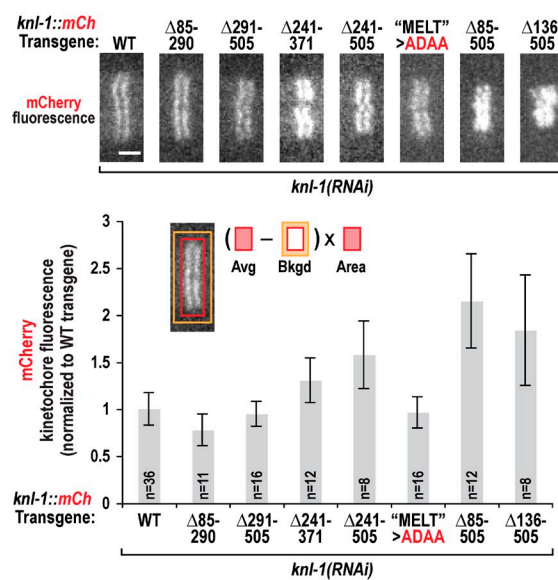 knl-1::mCh
Transgene:
WT
Δ85-
290
Δ291-
505
Δ241-
371
Δ241-
505
“MELT”
>ADAA
Δ85-
505
Δ136-
505
mCherry
fluorescence
knl-1(RNAi)
3
2.5
2
1.5
1
0.5
0
mCherry
kinetochore fluorescence
(normalized to WT transgene)
( – ) x
Avg
Bkgd
Area
n=36
n=11
n=16
n=12
n=8
n=16
n=12
n=8
knl-1::mCh
Transgene:
WT
Δ85-
290
Δ291-
505
Δ241-
371
Δ241-
505
“MELT”
>ADAA
Δ85-
505
Δ136-
505
knl-1(RNAi)